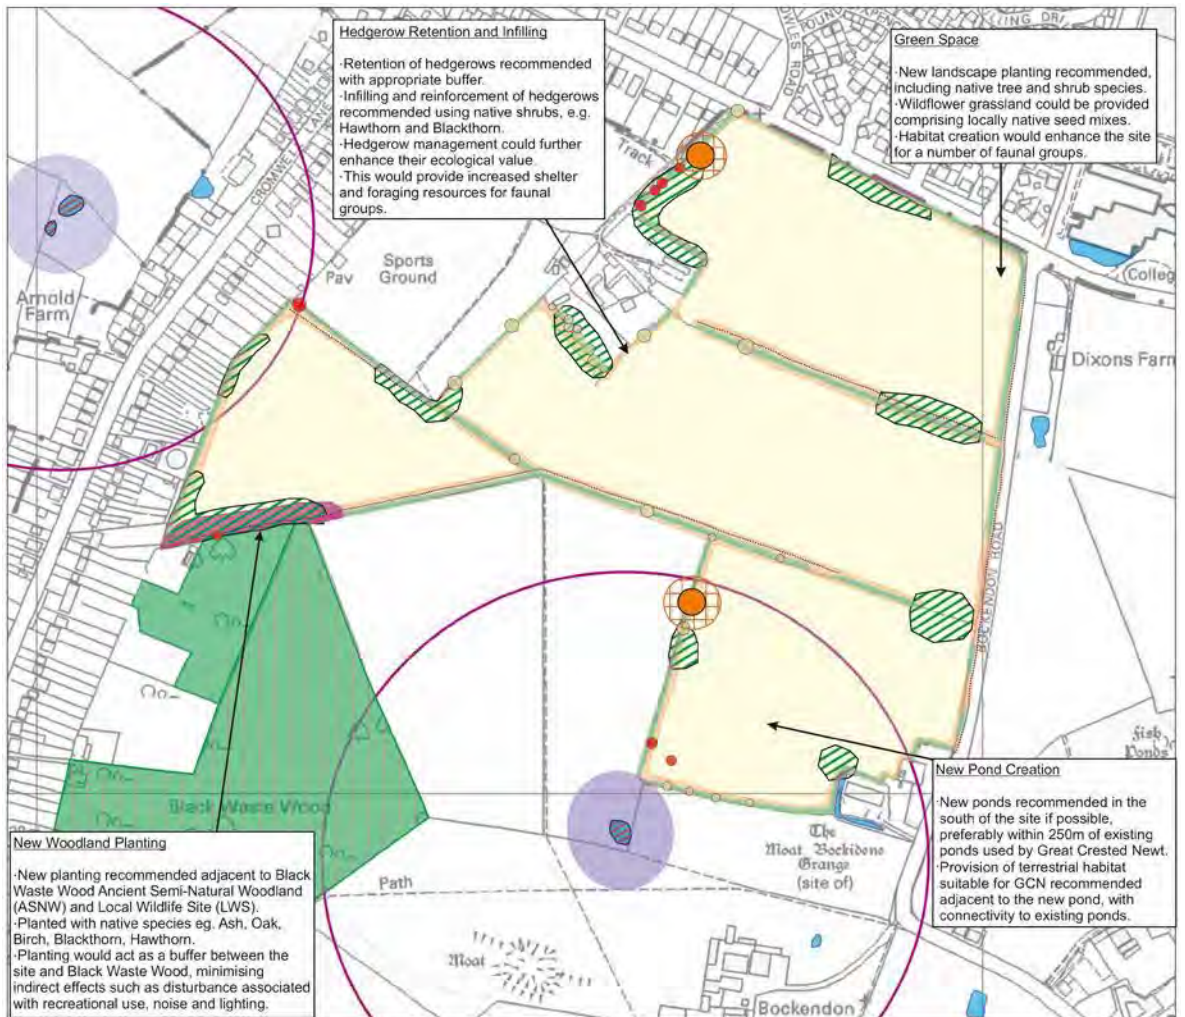 Hedgerow Retention and Infilling
·Retention of hedgerows recommended
with appropriate buffer.
·Infilling and reinforcement of hedgerows
recommended using native shrubs, e.g.
Hawthorn and Blackthorn.
·Hedgerow management could further
enhance their ecological value.
·This would provide increased shelter
and foraging resources for faunal
groups.
Green Space
·New landscape planting recommended,
including native tree and shrub species.
·Wildflower grassland could be provided
comprising locally native seed mixes.
·Habitat creation would enhance the site
for a number of faunal groups.
ROAD
LANE
Track
Sports
Ground
Pav
Arnold
Farm
Colleg
Dixons Farm
BOCKENDON ROAD
Fish
Ponds
New Pond Creation
·New ponds recommended in the
south of the site if possible,
preferably within 250m of existing
ponds used by Great Crested Newt.
·Provision of terrestrial habitat
suitable for GCN recommended
adjacent to the new pond, with
connectivity to existing ponds.
Black Waste Wood
The
Moat Bockidene
Grange
(site of)
Path
Moat
Bockendon
New Woodland Planting
·New planting recommended adjacent to Black
Waste Wood Ancient Semi-Natural Woodland
(ASNW) and Local Wildlife Site (LWS).
·Planted with native species eg. Ash, Oak,
Birch, Blackthorn, Hawthorn.
·Planting would act as a buffer between the
site and Black Waste Wood, minimising
indirect effects such as disturbance associated
with recreational use, noise and lighting.